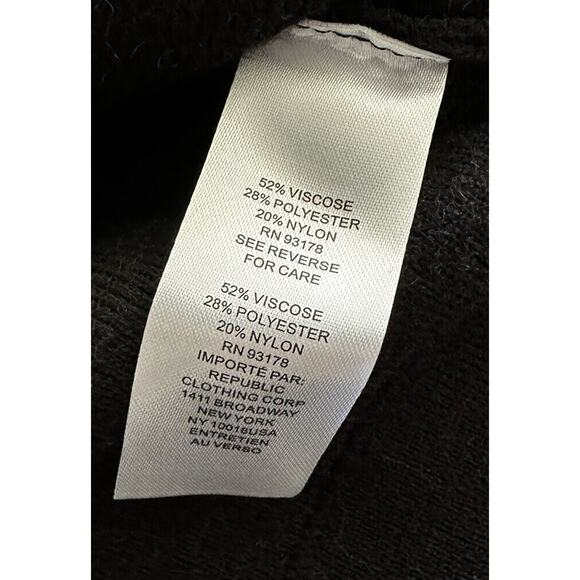 52% VISCOSE
28% POLYESTER
20% NYLON
RN 93178
SEE REVERSE
FOR CARE
52% VISCOSE
28% POLYESTER
20% NYLON
RN 93178
IMPORTÉ PAR:
REPUBLIC
CLOTHING CORP
1411 BROADWAY
NEW YORK
NY 10018USA
ENTRETIEN
AU VERSO